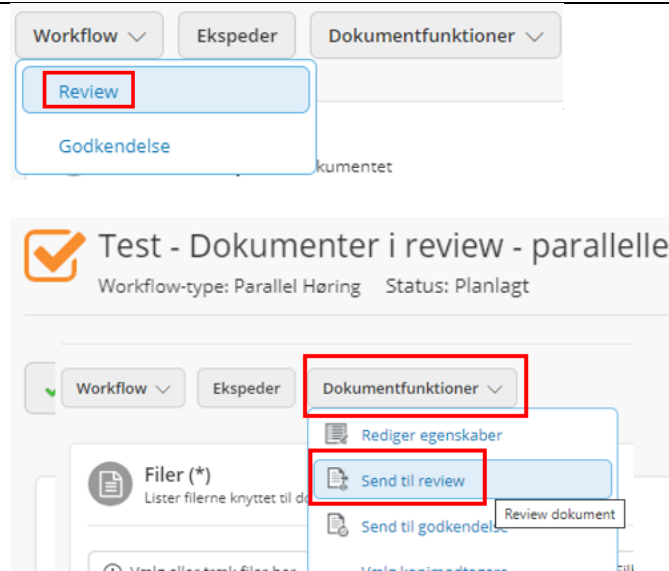 Workflow Ekspeder Dokumentfunktioner
Review
Godkendelse
kumentet
Test - Dokumenter i review - parallelle
Workflow-type: Parallel Høring Status: Planlagt
Workflow Ekspeder Dokumentfunktioner
Rediger egenskaber
Filer (*)
Send til review
Lister filerne knyttet til do
Review dokument
Send til godkendelse